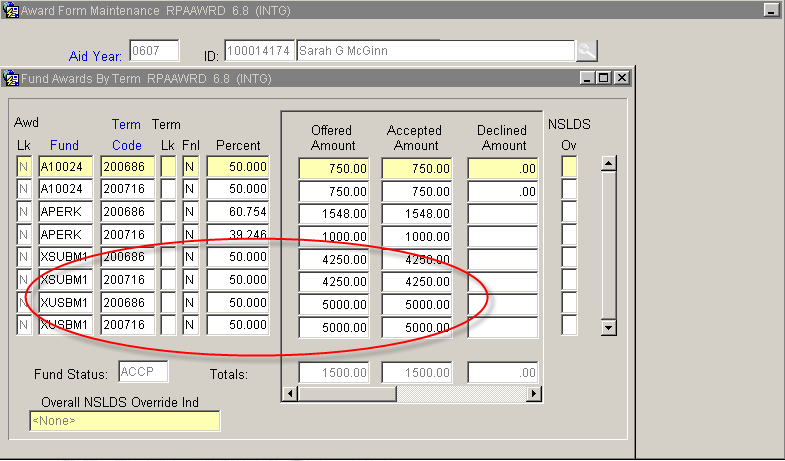 Award Form Maintenance RPAAWRD 6.8 (INTG)
Aid Year: 0607 ID: 100014174 Sarah G McGinn
Fund Awards By Term RPAAWRD 6.8 (INTG)
Awd Term Term Offered Accepted Declined NSLDS
Lk Fund Code Lk Fnl Percent Amount Amount Amount Ov
N A10024 200686 N 50.000 750.00 750.00 .00
N A10024 200716 N 50.000 750.00 750.00 .00
N APERK 200686 N 60.754 1548.00 1548.00
N APERK 200716 N 39.246 1000.00 1000.00
N XSUBM1 200686 N 50.000 4250.00 4250.00
N XSUBM1 200716 N 50.000 4250.00 4250.00
N XUSBM1 200686 N 50.000 5000.00 5000.00
N XUSBM1 200716 N 50.000 5000.00 5000.00
Fund Status: ACCP Totals: 1500.00 1500.00 .00
Overall NSLDS Override Ind
<None>